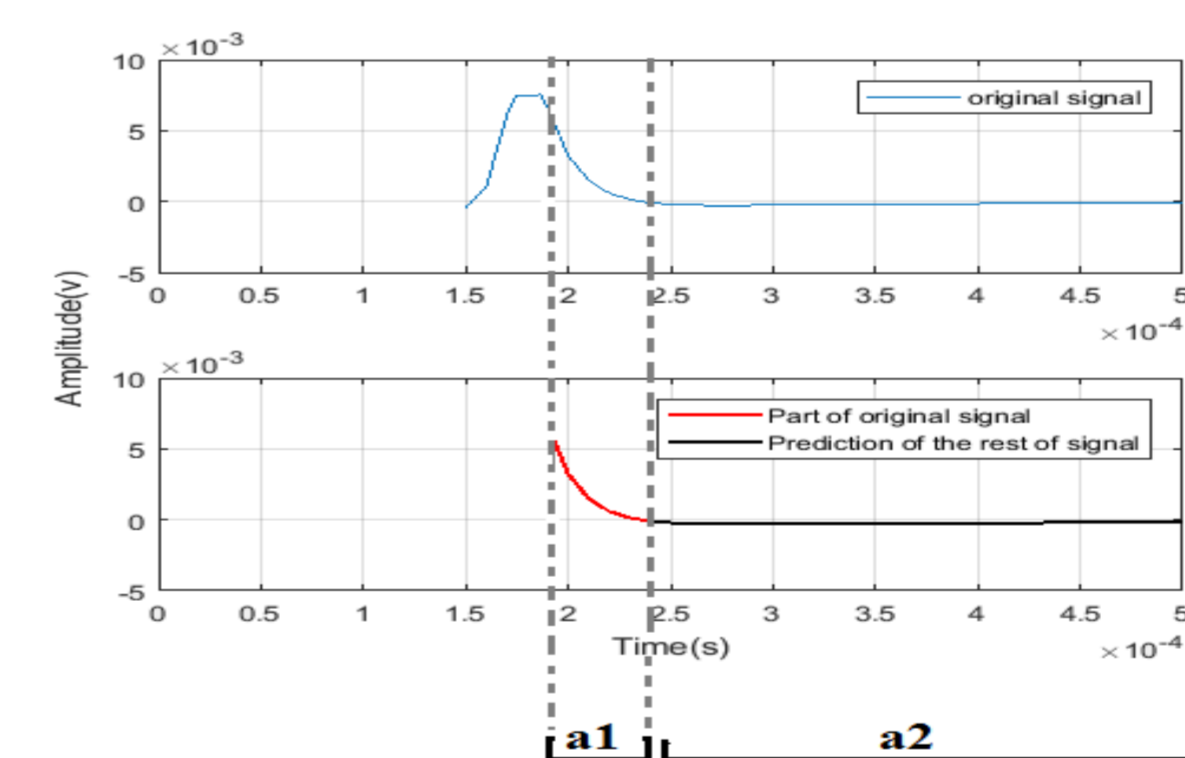 ×10-3
10
5
0
-5
original signal
0 0.5 1 1.5 2 2.5 3 3.5 4 4.5 5
×10-4
Amplitude(v)
×10-3
10
5
0
-5
Part of original signal
Prediction of the rest of signal
0 0.5 1 1.5 2 2.5 3 3.5 4 4.5 5
Time(s)
×10-4
a1 a2